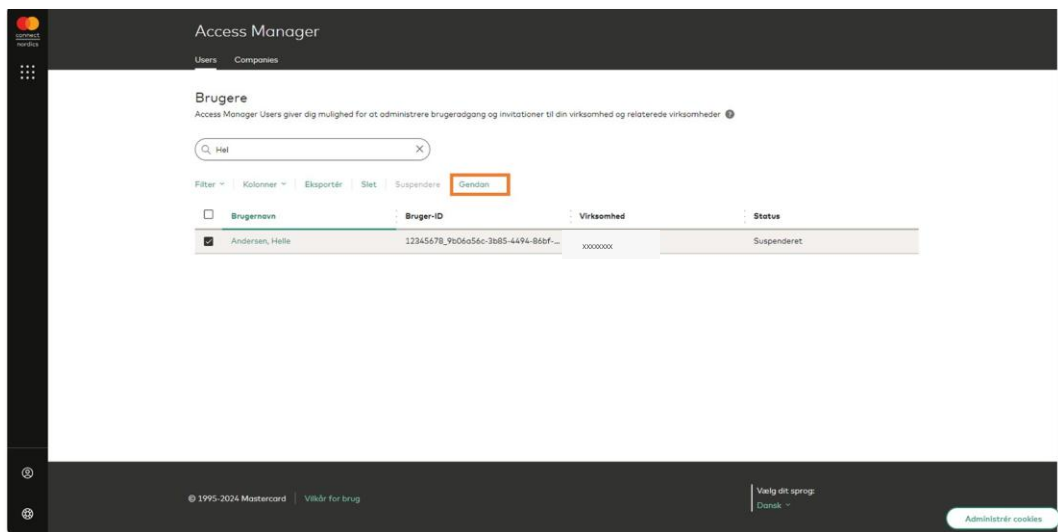 connect
nordics
Access Manager
Users Companies
Brugere
Access Manager Users giver dig mulighed for at administrere brugeradgang og invitationer til din virksomhed og relaterede virksomheder ?
Hel
Filter Kolonner Eksportér Slet Suspendere Gendan
Brugernavn Bruger-ID Virksomhed Status
Andersen, Helle 12345678_9b06a56c-3b85-4494-86bf-... xxxxxxxx Suspenderet
© 1995-2024 Mastercard Vilkår for brug
Vælg dit sprog:
Dansk
Administrér cookies